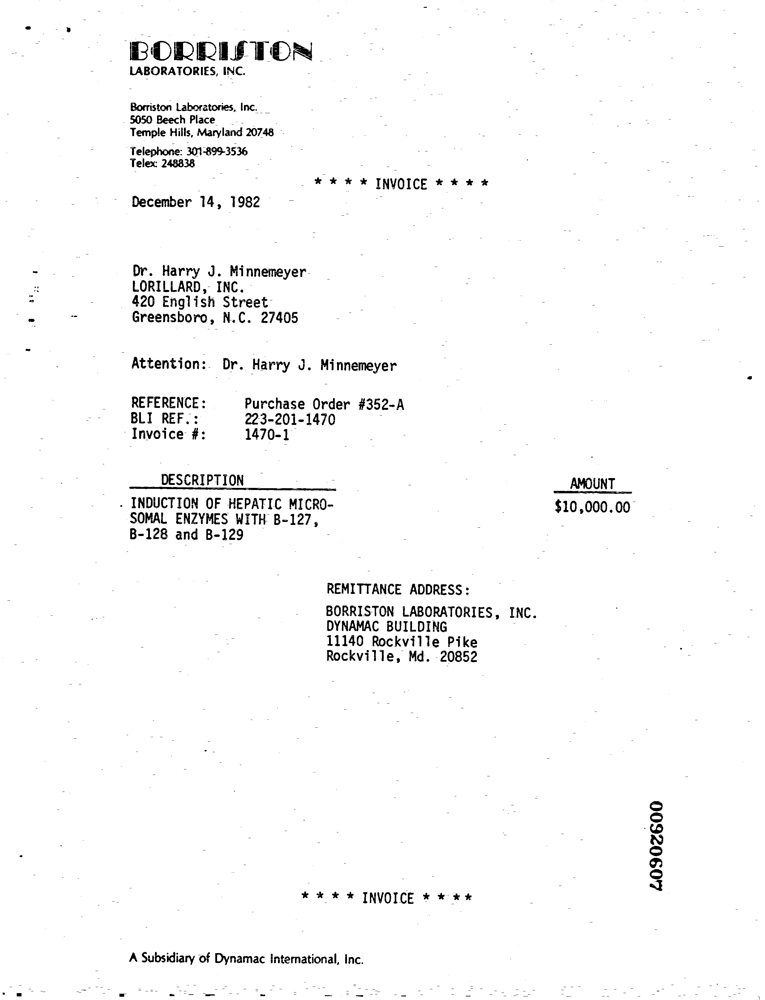 BORRISTON
LABORATORIES, INC.
Borriston Laboratories, Inc.
5050 Beech Place
Temple Hills, Maryland 20748
Telephone: 301-899-3536
Telex: 248838
* * * * INVOICE * * * *
December 14, 1982
Dr. Harry J. Minnemeyer
LORILLARD, INC.
420 English Street
Greensboro, N.C. 27405
Attention: Dr. Harry J. Minnemeyer
REFERENCE: Purchase Order #352-A
BLI REF.: 223-201-1470
Invoice #: 1470-1
DESCRIPTION AMOUNT
INDUCTION OF HEPATIC MICRO- $10,000.00
SOMAL ENZYMES WITH B-127,
B-128 and B-129
REMITTANCE ADDRESS:
BORRISTON LABORATORIES, INC.
DYNAMAC BUILDING
11140 Rockville Pike
Rockville, Md. 20852
00920607
* * * * INVOICE * * * *
A Subsidiary of Dynamac International, Inc.